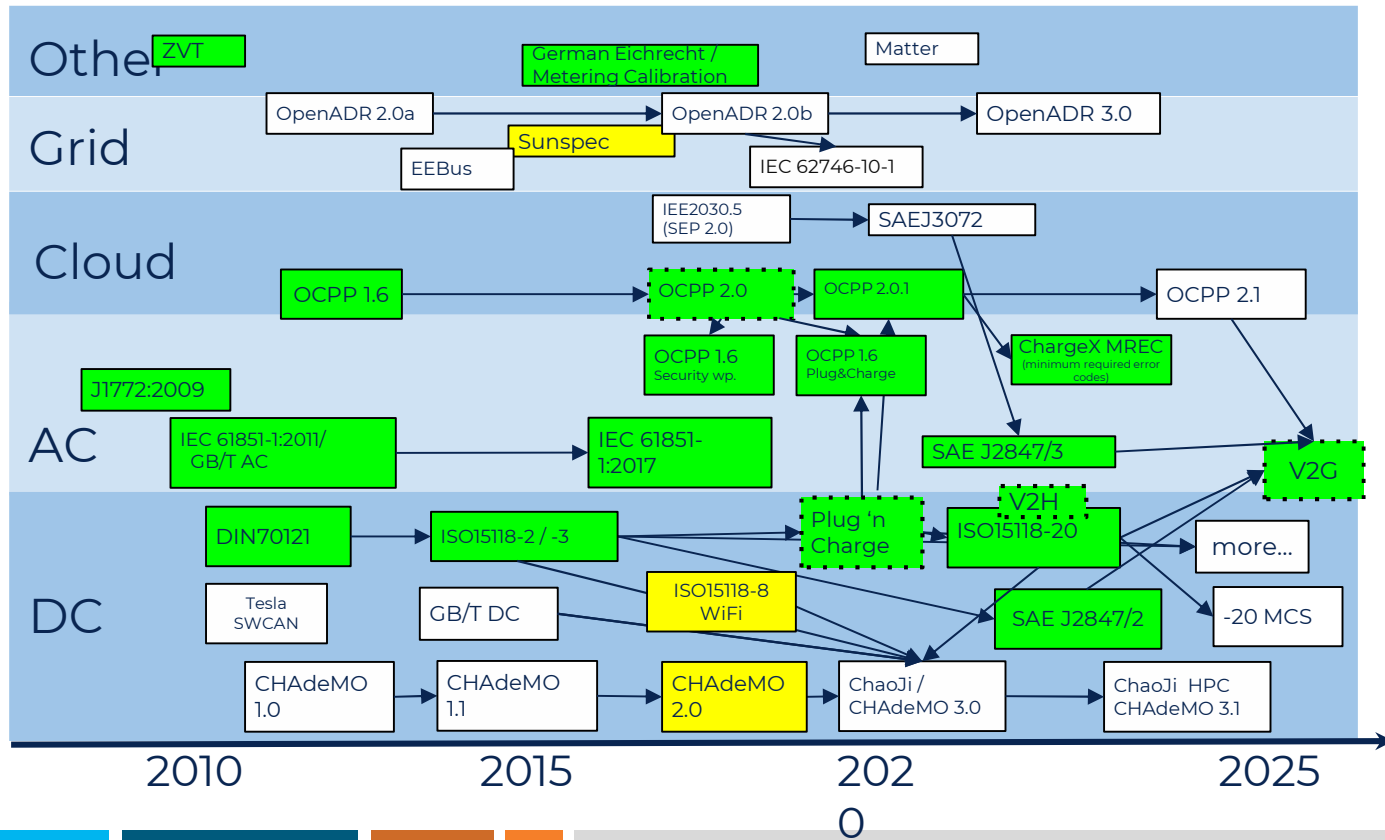 Other
ZVT
German Eichrecht /
Metering Calibration
Matter
Grid
OpenADR 2.0a
OpenADR 2.0b
OpenADR 3.0
Sunspec
EEBus
IEC 62746-10-1
Cloud
IEE2030.5
(SEP 2.0)
SAEJ3072
OCPP 1.6
OCPP 2.0
OCPP 2.0.1
OCPP 2.1
AC
OCPP 1.6
Security wp.
OCPP 1.6
Plug&Charge
ChargeX MREC
(minimum required error
codes)
J1772:2009
IEC 61851-1:2011/
GB/T AC
IEC 61851-
1:2017
SAE J2847/3
V2G
DC
DIN70121
ISO15118-2 / -3
Plug ‘n
Charge
V2H
ISO15118-20
more...
Tesla
SWCAN
GB/T DC
ISO15118-8
WiFi
SAE J2847/2
-20 MCS
CHAdeMO
1.0
CHAdeMO
1.1
CHAdeMO
2.0
ChaoJi /
CHAdeMO 3.0
ChaoJi HPC
CHAdeMO 3.1
2010
2015
202
0
2025